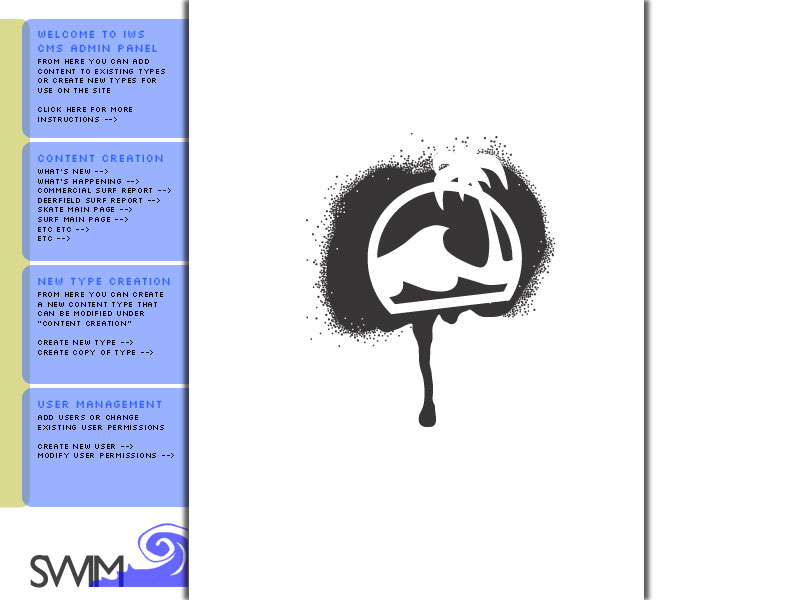 WELCOME TO IWS
CMS ADMIN PANEL
FROM HERE YOU CAN ADD
CONTENT TO EXISTING TYPES
OR CREATE NEW TYPES FOR
USE ON THE SITE
CLICK HERE FOR MORE
INSTRUCTIONS -->
CONTENT CREATION
WHAT'S NEW -->
WHAT'S HAPPENING -->
COMMERCIAL SURF REPORT -->
DEERFIELD SURF REPORT -->
SKATE MAIN PAGE -->
SURF MAIN PAGE -->
ETC ETC -->
ETC -->
NEW TYPE CREATION
FROM HERE YOU CAN CREATE
A NEW CONTENT TYPE THAT
CAN BE MODIFIED UNDER
"CONTENT CREATION"
CREATE NEW TYPE -->
CREATE COPY OF TYPE -->
USER MANAGEMENT
ADD USERS OR CHANGE
EXISTING USER PERMISSIONS
CREATE NEW USER -->
MODIFY USER PERMISSIONS -->
SWIM